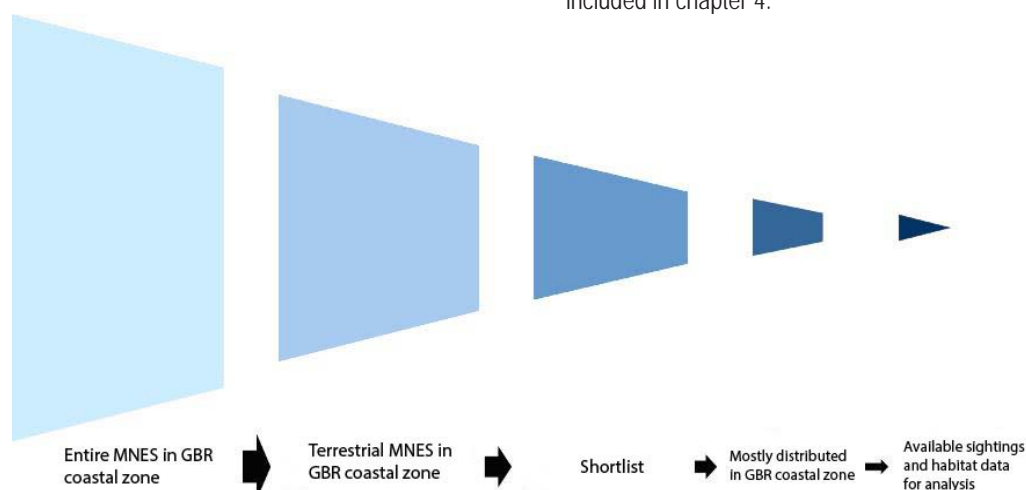 included in chapter 4.
Entire MNES in GBR
coastal zone
Terrestrial MNES in
GBR coastal zone
Shortlist
Mostly distributed
in GBR coastal zone
Available sightings
and habitat data
for analysis